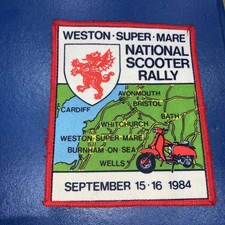 WESTON·SUPER·MARE
NATIONAL
SCOOTER
RALLY
AVONMOUTH
BRISTOL
CARDIFF
BATH
WHITCHURCH
WESTON·SUPER·MARE
BURNHAM ON SEA
WELLS
SEPTEMBER 15·16 1984